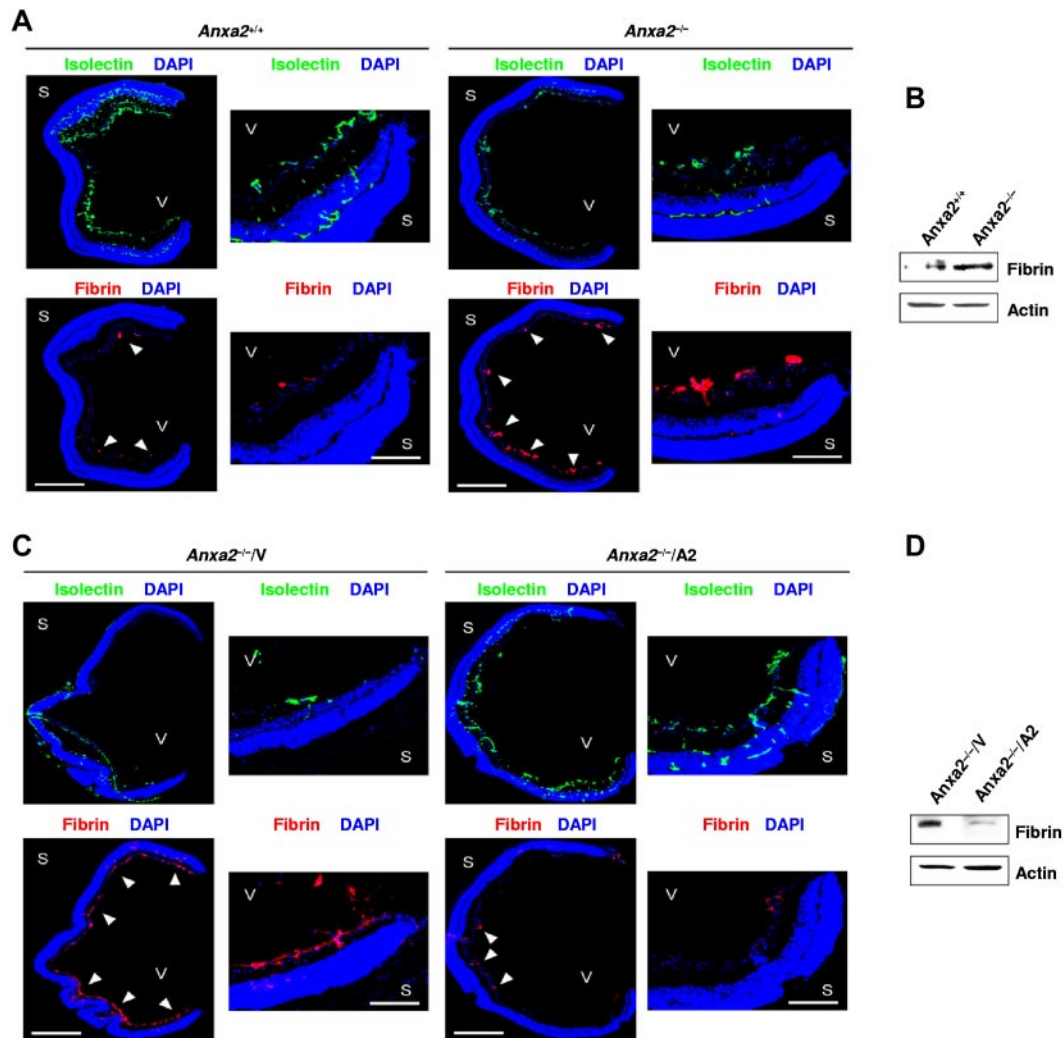 A
Anxa2+/+ Anxa2–/–
Isolectin DAPI Isolectin DAPI Isolectin DAPI Isolectin DAPI
S V V S S V V S
Fibrin DAPI Fibrin DAPI Fibrin DAPI Fibrin DAPI
S V V S S V V S
B
Anxa2+/+ Anxa2–/–
Fibrin
Actin
C
Anxa2–/–/V Anxa2–/–/A2
Isolectin DAPI Isolectin DAPI Isolectin DAPI Isolectin DAPI
S V V S S V V S
Fibrin DAPI Fibrin DAPI Fibrin DAPI Fibrin DAPI
S V V S S V V S
D
Anxa2–/–/V Anxa2–/–/A2
Fibrin
Actin